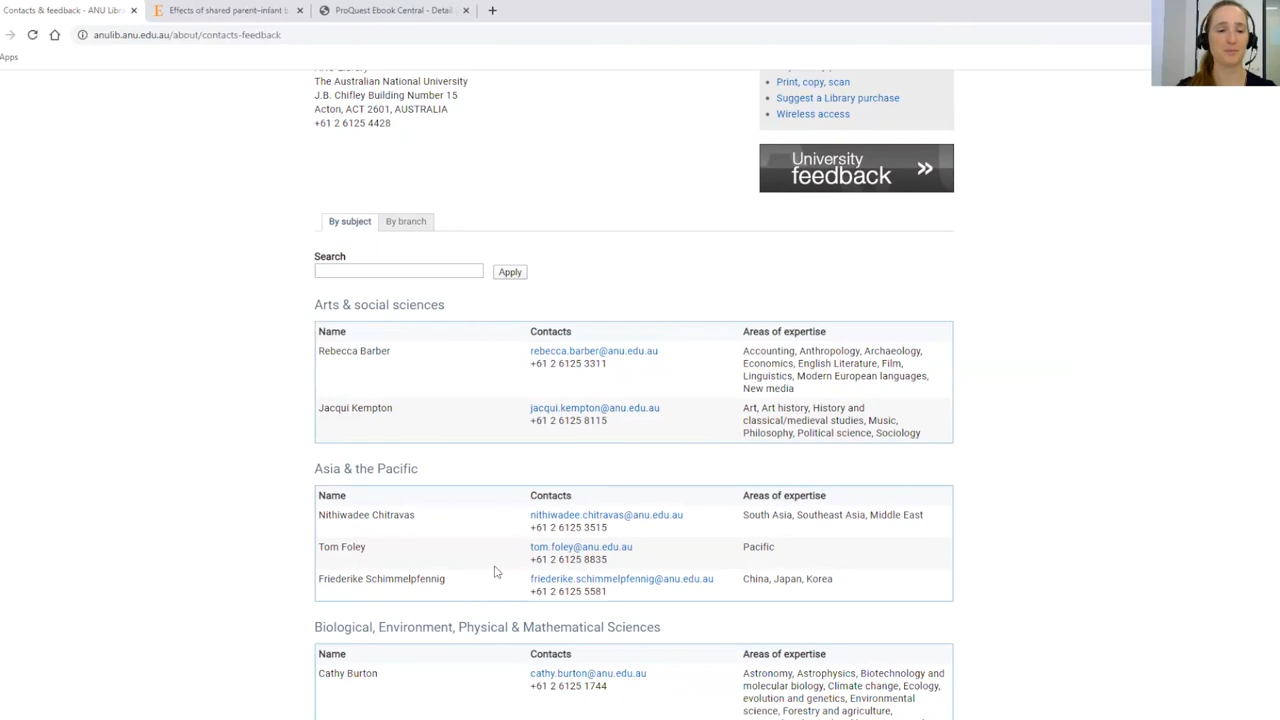 Contacts & feedback - ANU Libr
Effects of shared parent–infant
ProQuest Ebook Central - Detail
anulib.anu.edu.au/about/contacts-feedback
Apps
The Australian National University
J.B. Chifley Building Number 15
Acton, ACT 2601, AUSTRALIA
+61 2 6125 4428
Print, copy, scan
Suggest a Library purchase
Wireless access
University
feedback »
By subject By branch
Search
Apply
Arts & social sciences
Name Contacts Areas of expertise
Rebecca Barber rebecca.barber@anu.edu.au Accounting, Anthropology, Archaeology,
+61 2 6125 3311 Economics, English Literature, Film,
Linguistics, Modern European languages,
New media
Jacqui Kempton jacqui.kempton@anu.edu.au Art, Art history, History and
+61 2 6125 8115 classical/medieval studies, Music,
Philosophy, Political science, Sociology
Asia & the Pacific
Name Contacts Areas of expertise
Nithiwadee Chitravas nithiwadee.chitravas@anu.edu.au South Asia, Southeast Asia, Middle East
+61 2 6125 3515
Tom Foley tom.foley@anu.edu.au Pacific
+61 2 6125 8835
Friederike Schimmelpfennig friederike.schimmelpfennig@anu.edu.au China, Japan, Korea
+61 2 6125 5581
Biological, Environment, Physical & Mathematical Sciences
Name Contacts Areas of expertise
Cathy Burton cathy.burton@anu.edu.au Astronomy, Astrophysics, Biotechnology and
+61 2 6125 1744 molecular biology, Climate change, Ecology,
evolution and genetics, Environmental
science, Forestry and agriculture,